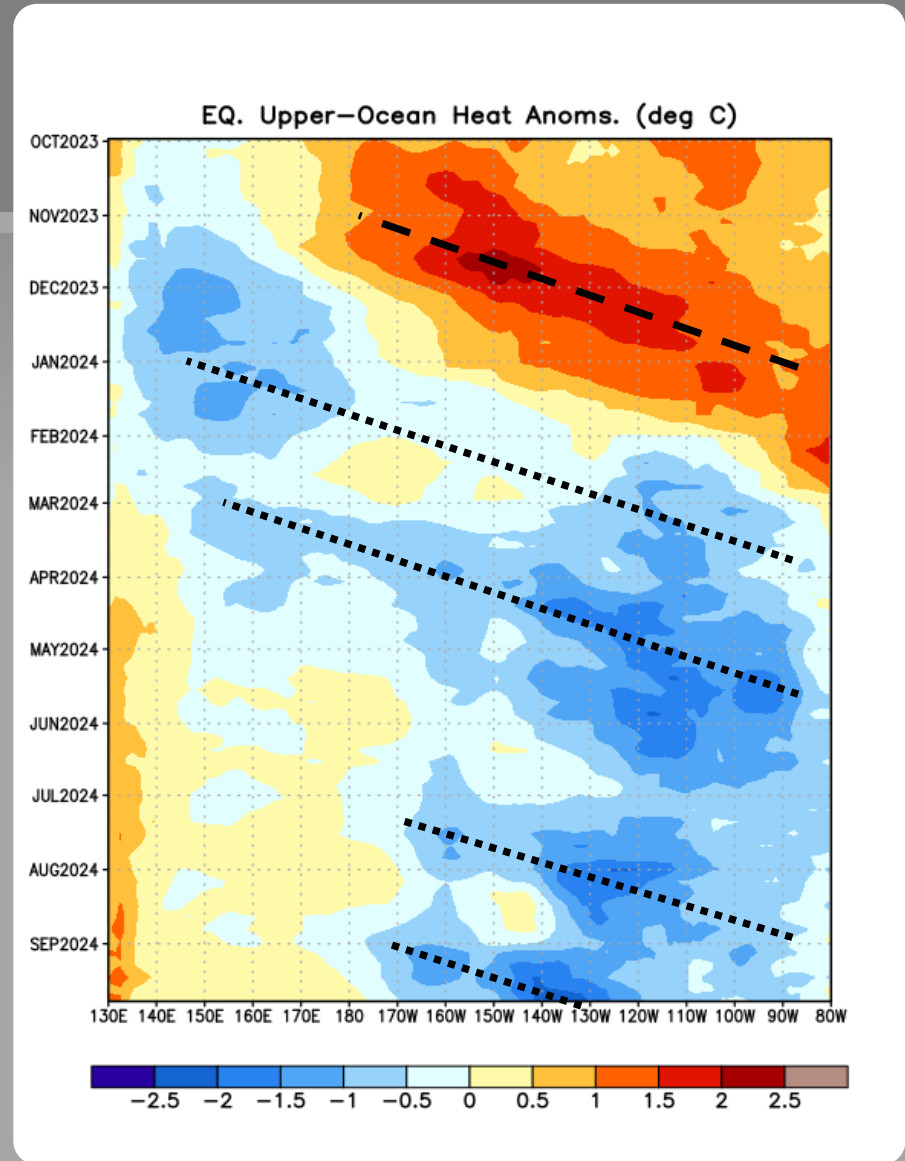 EQ. Upper-Ocean Heat Anoms. (deg C)
OCT2023
NOV2023
DEC2023
JAN2024
FEB2024
MAR2024
APR2024
MAY2024
JUN2024
JUL2024
AUG2024
SEP2024
130E 140E 150E 160E 170E 180 170W 160W 150W 140W 130W 120W 110W 100W 90W 80W
-2.5 -2 -1.5 -1 -0.5 0 0.5 1 1.5 2 2.5